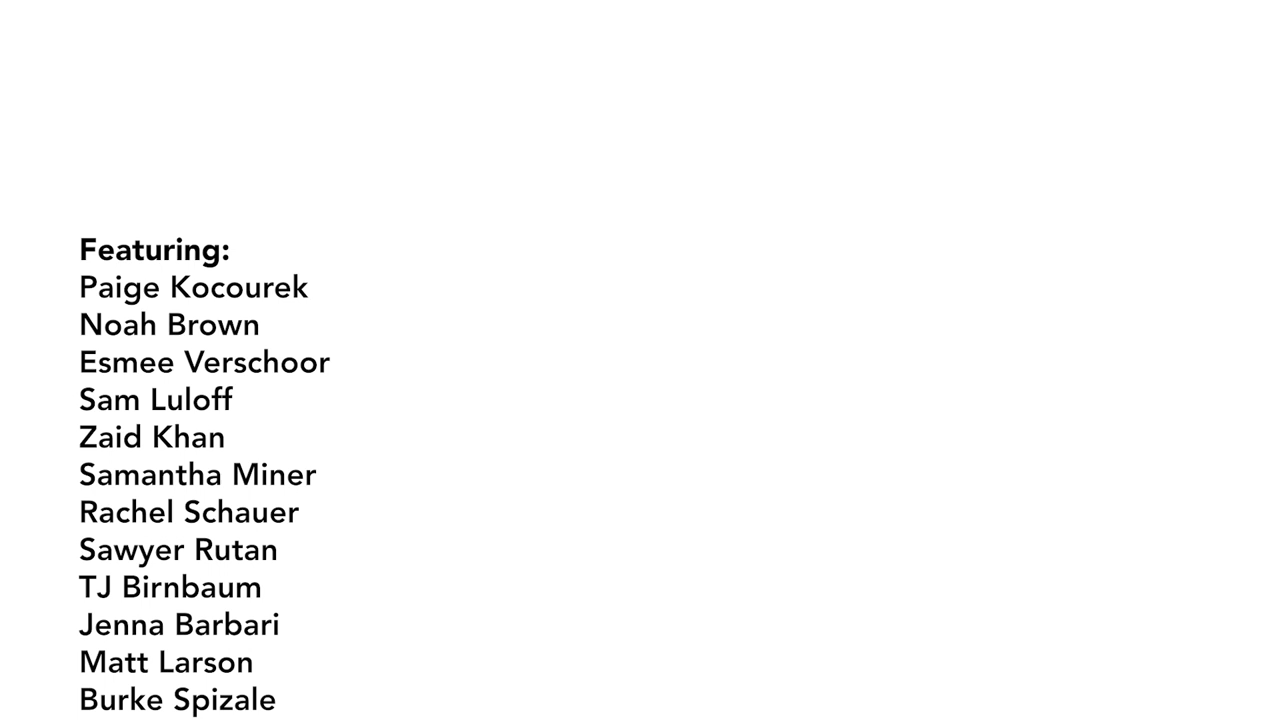 Featuring:
Paige Kocourek
Noah Brown
Esmee Verschoor
Sam Luloff
Zaid Khan
Samantha Miner
Rachel Schauer
Sawyer Rutan
TJ Birnbaum
Jenna Barbari
Matt Larson
Burke Spizale